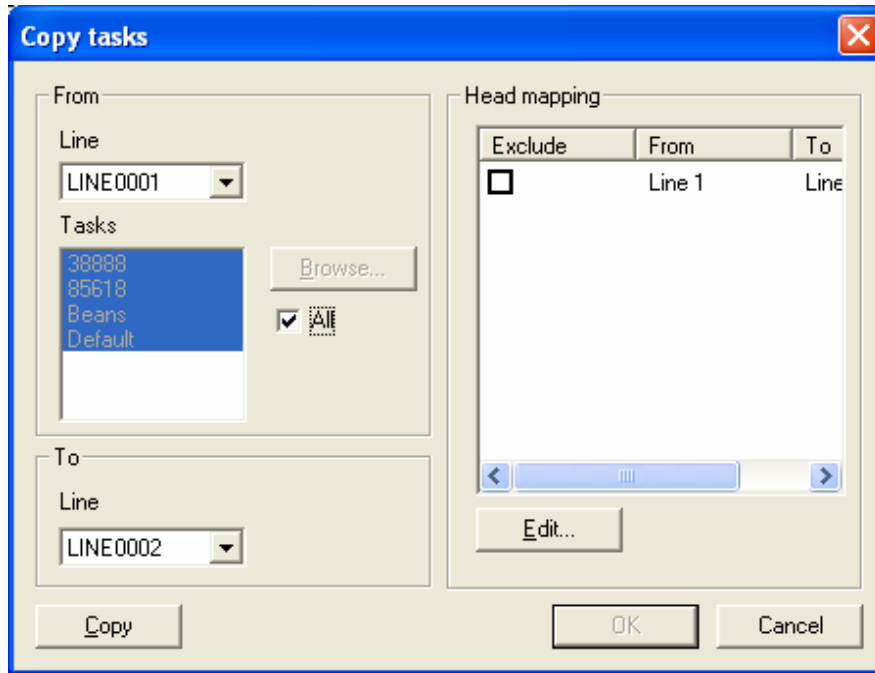 Copy tasks
From
Line
LINE0001
Tasks
38888
85618
Beans
Default
Browse...
All
To
Line
LINE0002
Copy
Head mapping
Exclude From To
Line 1 Line
Edit...
OK Cancel